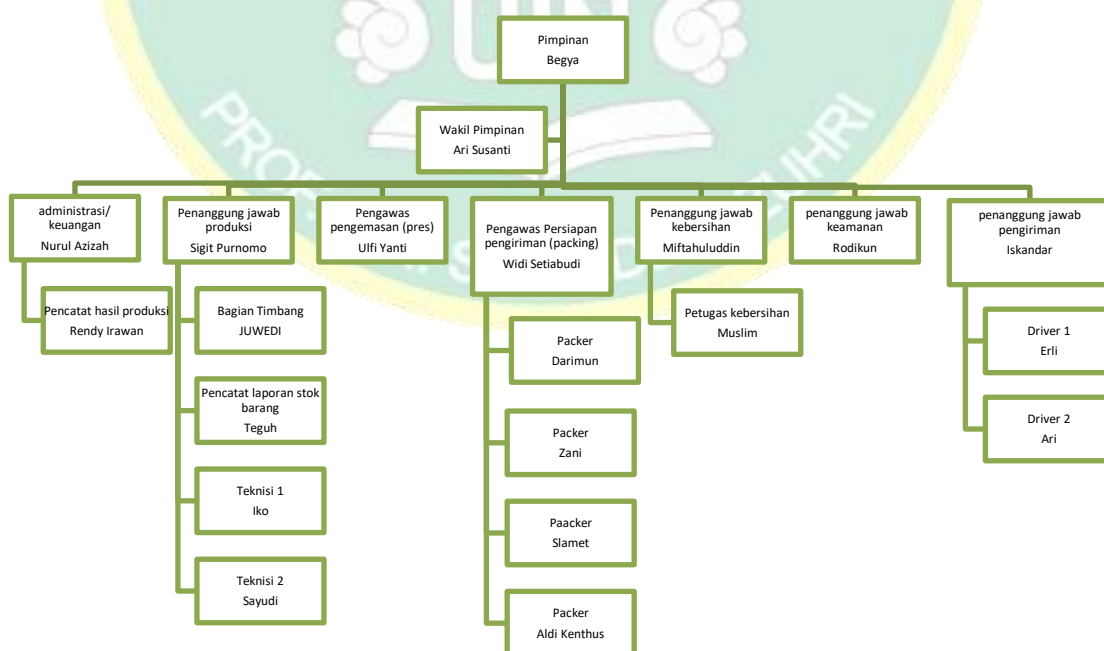 Pimpinan
Begya
Wakil Pimpinan
Ari Susanti
administrasi/
keuangan
Nurul Azizah
Penanggung jawab
produksi
Sigit Purnomo
Pengawas
pengemasan (pres)
Ulfi Yanti
Pengawas Persiapan
pengiriman (packing)
Widi Setiabudi
Penanggung jawab
kebersihan
Miftahuluddin
penanggung jawab
keamanan
Rodikun
penanggung jawab
pengiriman
Iskandar
Pencatat hasil produksi
Rendy Irawan
Bagian Timbang
JUWEDI
Pencatat laporan stok
barang
Teguh
Teknisi 1
Iko
Teknisi 2
Sayudi
Packer
Darimun
Packer
Zani
Paacker
Slamet
Packer
Aldi Kenthus
Petugas kebersihan
Muslim
Driver 1
Erli
Driver 2
Ari